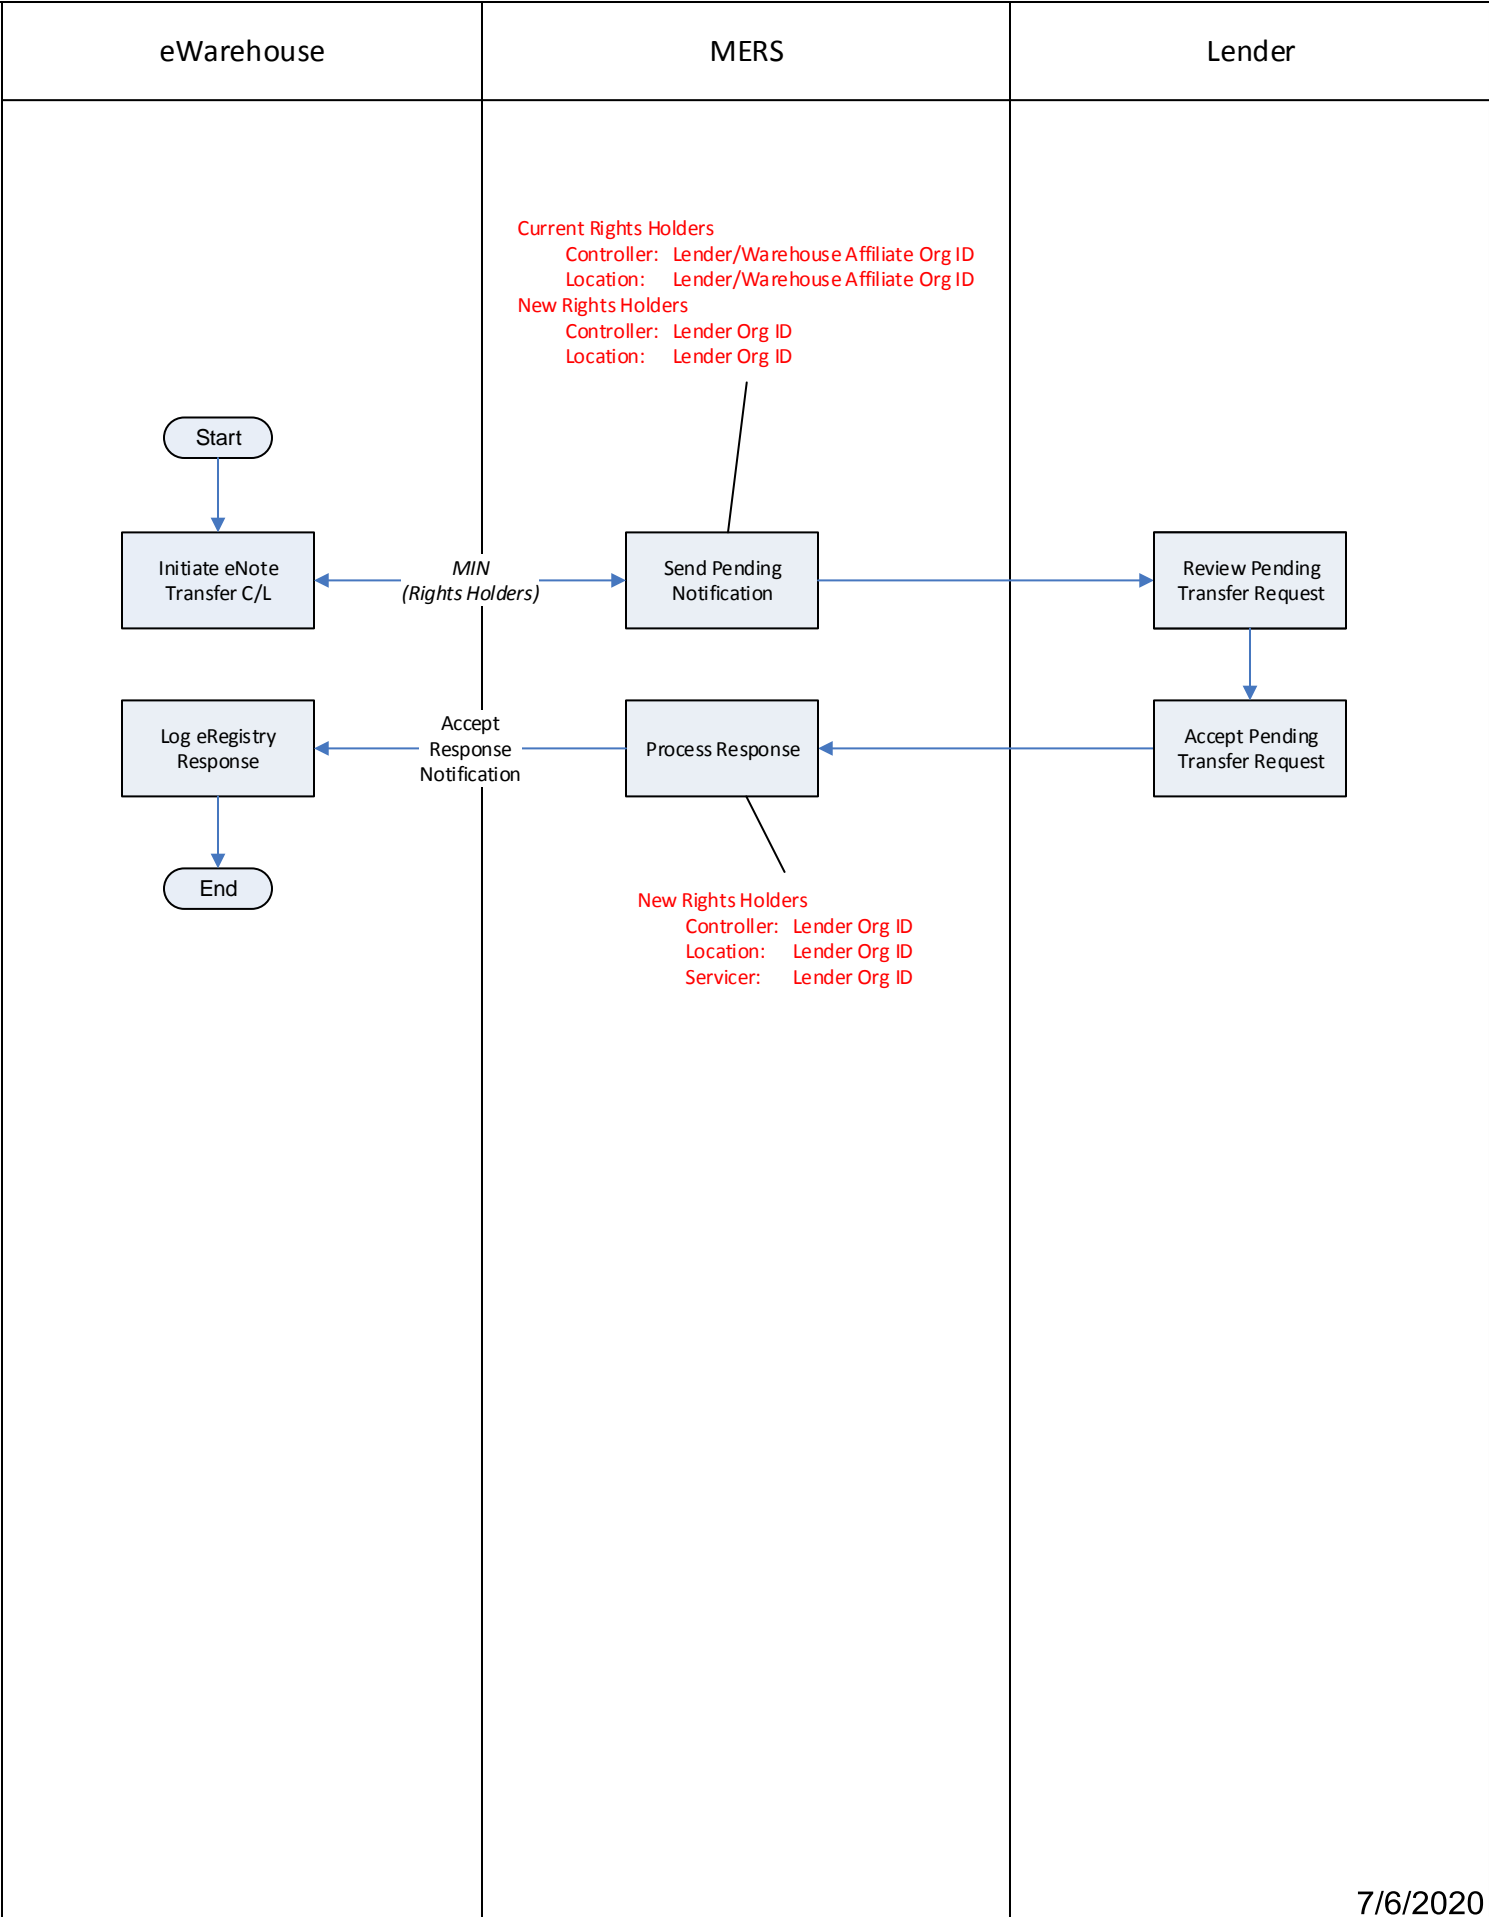 eWarehouse
MERS
Lender
Current Rights Holders
Controller: Lender/Warehouse Affiliate Org ID
Location: Lender/Warehouse Affiliate Org ID
New Rights Holders
Controller: Lender Org ID
Location: Lender Org ID
Start
Initiate eNote
Transfer C/L
MIN
(Rights Holders)
Send Pending
Notification
Review Pending
Transfer Request
Log eRegistry
Response
Accept
Response
Notification
Process Response
Accept Pending
Transfer Request
End
New Rights Holders
Controller: Lender Org ID
Location: Lender Org ID
Servicer: Lender Org ID
7/6/2020